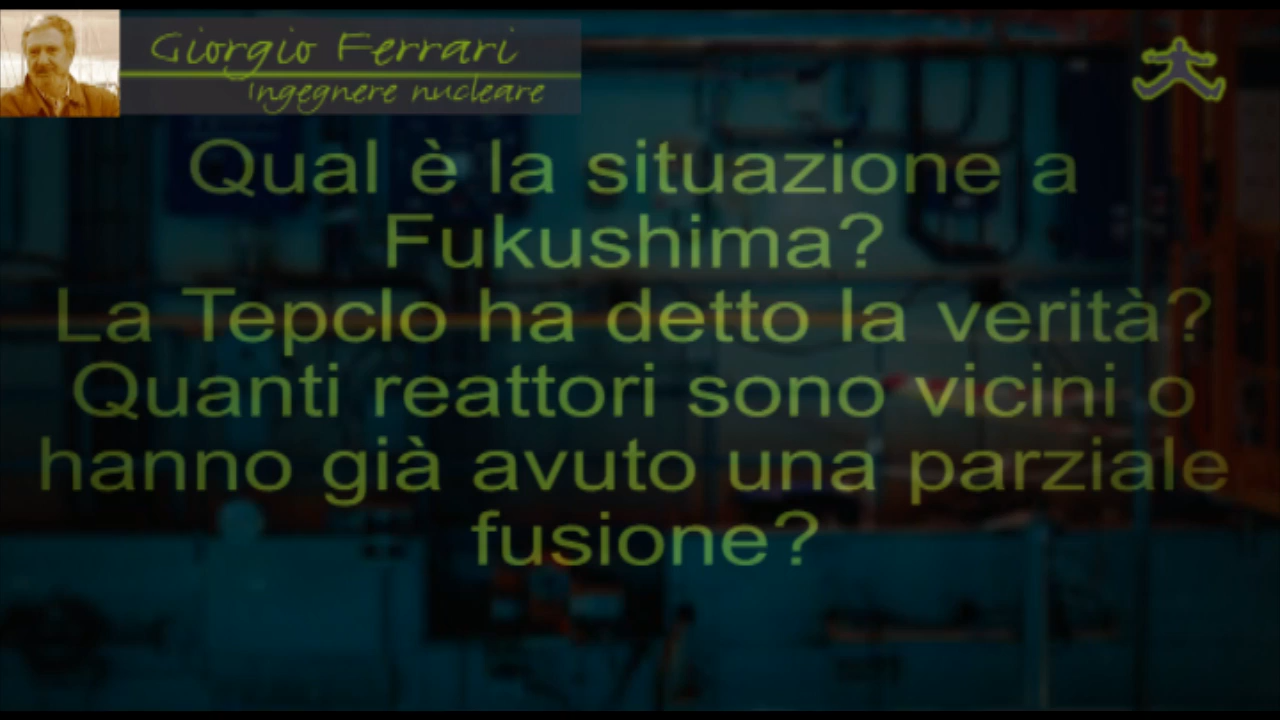 Giorgio Ferrari
Ingegnere nucleare
Qual è la situazione a
Fukushima?
La Tepclo ha detto la verità?
Quanti reattori sono vicini o
hanno già avuto una parziale
fusione?